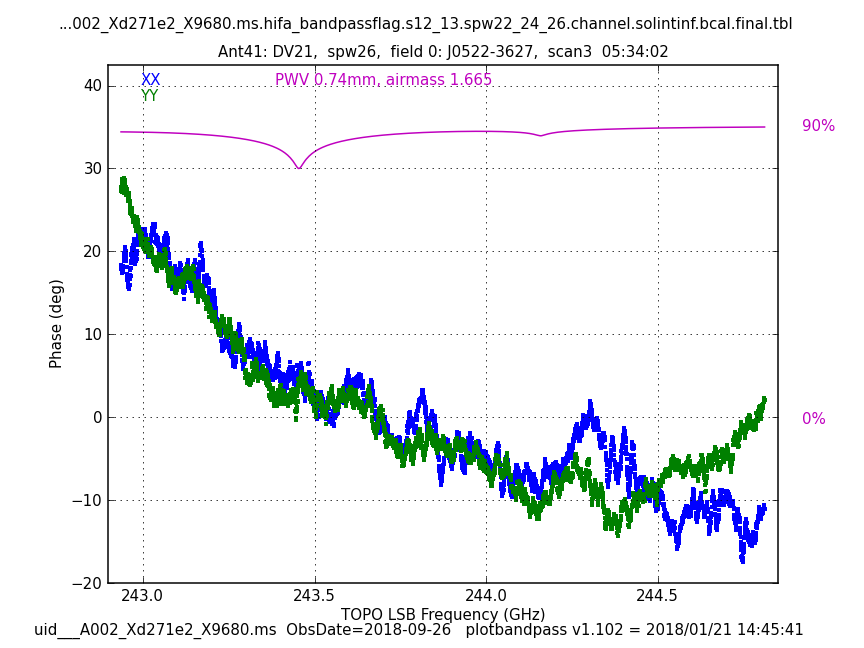 ...002_Xd271e2_X9680.ms.hifa_bandpassflag.s12_13.spw22_24_26.channel.solintinf.bcal.final.tbl
Ant41: DV21, spw26, field 0: J0522-3627, scan3 05:34:02
XX
YY
PWV 0.74mm, airmass 1.665
90%
0%
40
30
20
10
0
−10
−20
Phase (deg)
243.0 243.5 244.0 244.5
TOPO LSB Frequency (GHz)
uid___A002_Xd271e2_X9680.ms ObsDate=2018-09-26 plotbandpass v1.102 = 2018/01/21 14:45:41